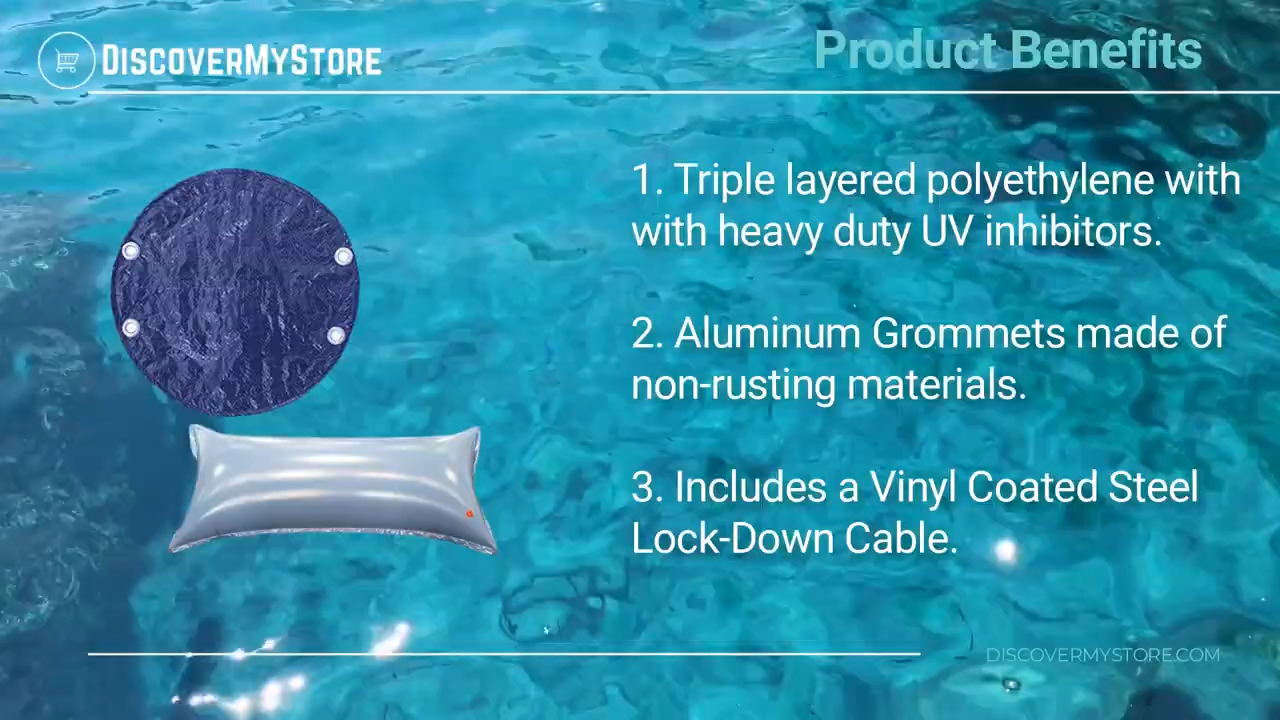 DISCOVERMYSTORE
Product Benefits
1. Triple layered polyethylene with
with heavy duty UV inhibitors.
2. Aluminum Grommets made of
non-rusting materials.
3. Includes a Vinyl Coated Steel
Lock-Down Cable.
DISCOVERMYSTORE.COM